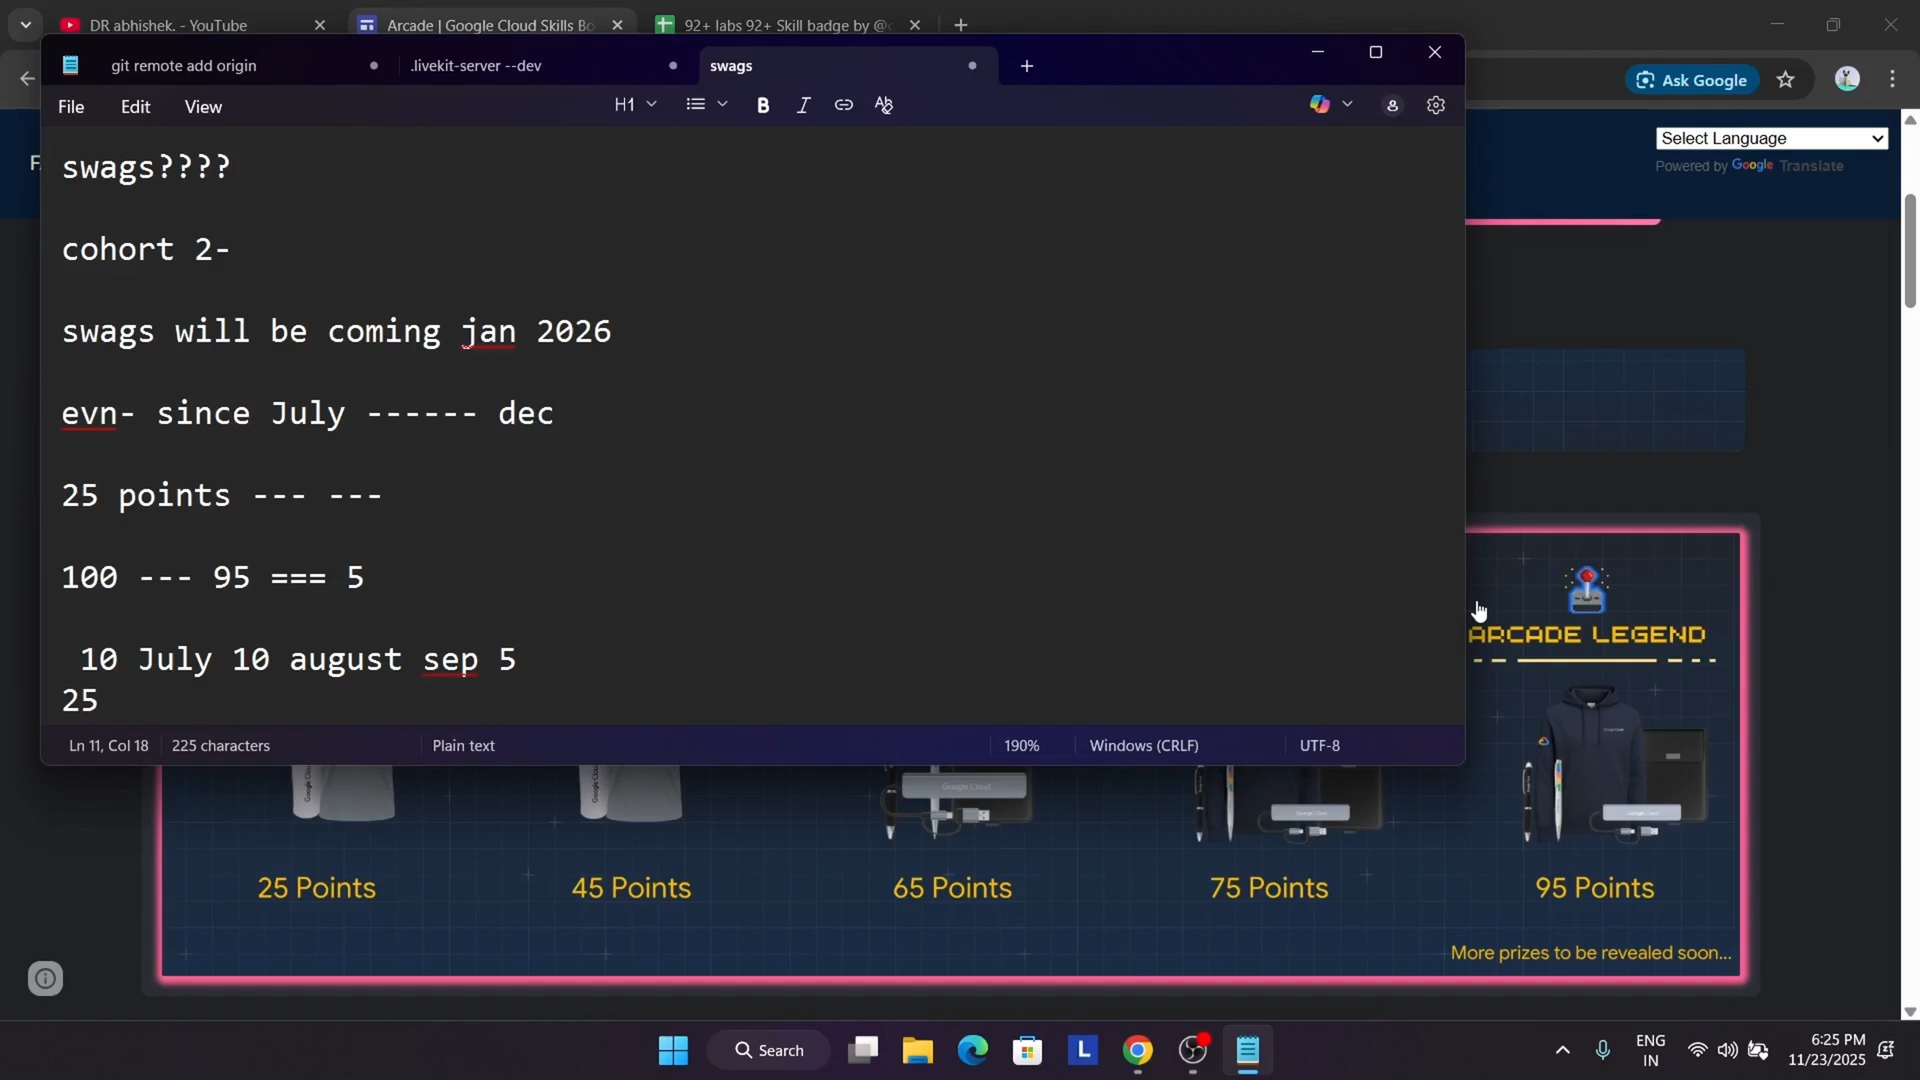 DR abhishek. - YouTube
Arcade | Google Cloud Skills Bo
92+ labs 92+ Skill badge by @
git remote add origin
.livekit-server --dev
swags
File
Edit
View
H1
Ask Google
Select Language
Powered by Google Translate
swags????
cohort 2-
swags will be coming jan 2026
evn- since July ------ dec
25 points --- ---
100 --- 95 === 5
10 July 10 august sep 5
25
Ln 11, Col 18
225 characters
Plain text
190%
Windows (CRLF)
UTF-8
ARCADE LEGEND
Google Cloud
25 Points
45 Points
65 Points
75 Points
95 Points
More prizes to be revealed soon...
Search
L
ENG
IN
6:25 PM
11/23/2025